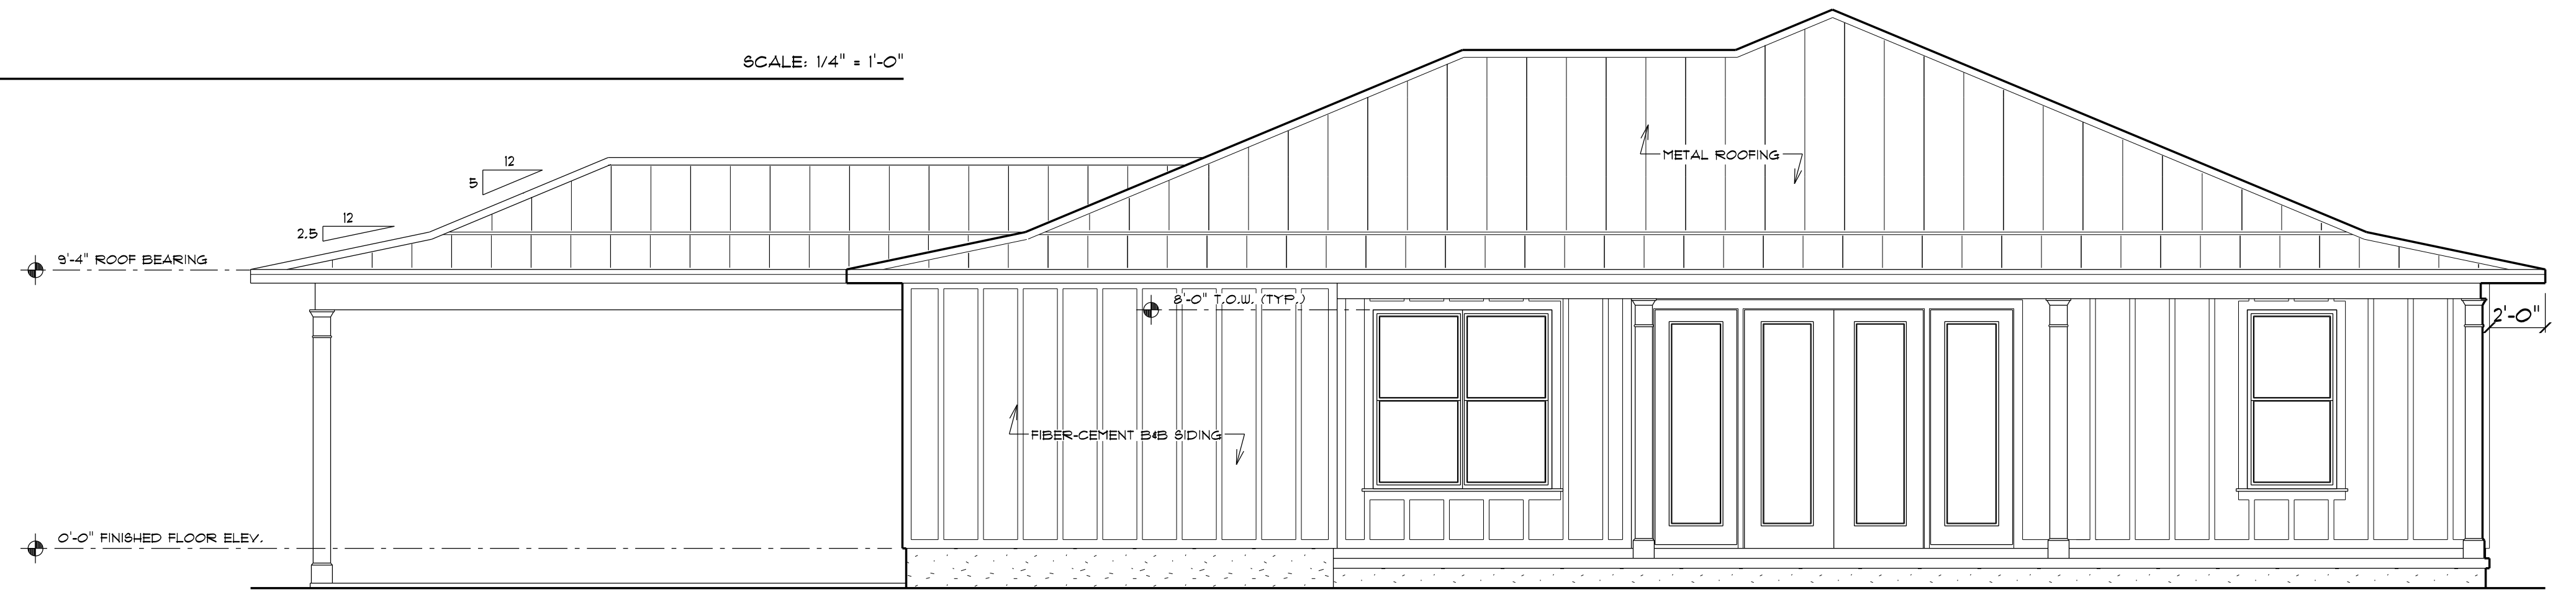 SCALE: 1/4" = 1'-0"
12
5
METAL ROOFING
12
2.5
9'-4" ROOF BEARING
8'-0" T.O.W. (TYP.)
2'-0"
FIBER-CEMENT B&B SIDING
0'-0" FINISHED FLOOR ELEV.